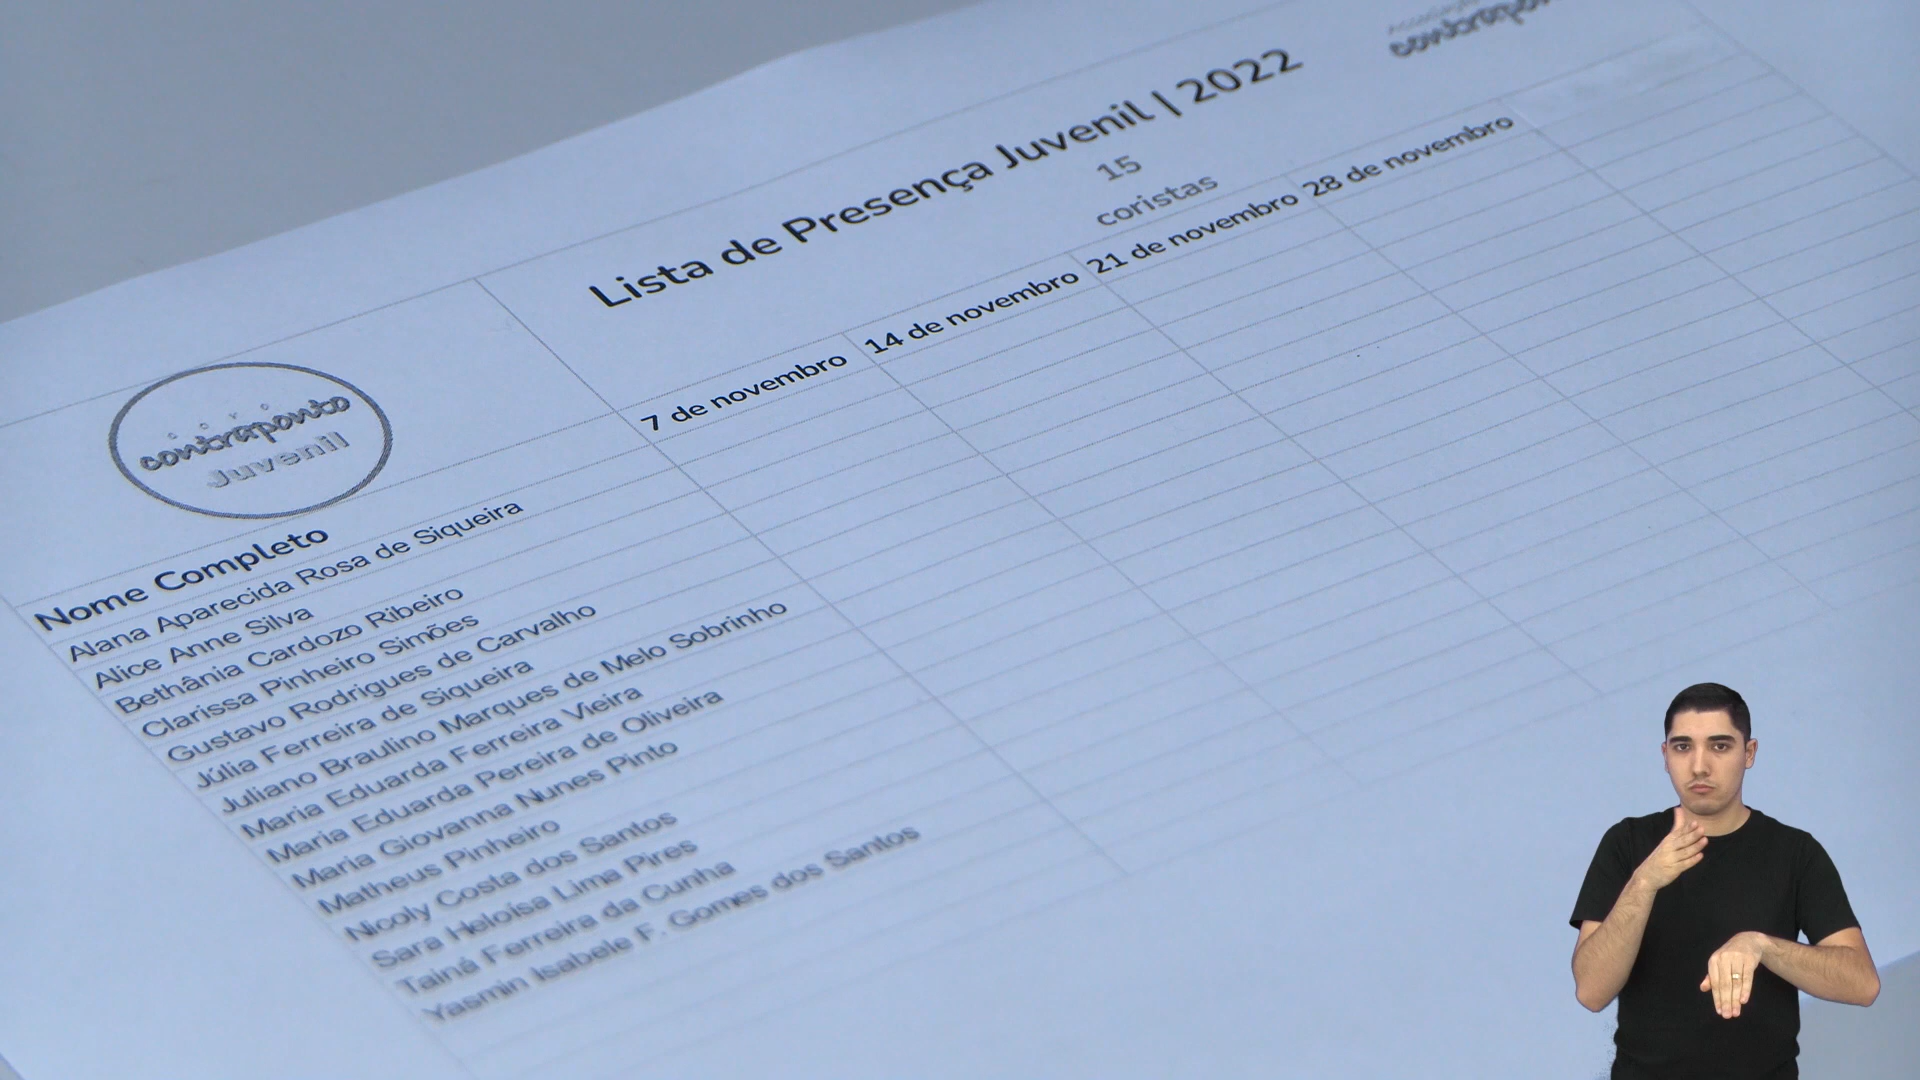 contraponto
Lista de Presença Juvenil | 2022
15
coristas
contraponto
Juvenil
7 de novembro 14 de novembro 21 de novembro 28 de novembro
Nome Completo
Alana Aparecida Rosa de Siqueira
Alice Anne Silva
Bethânia Cardozo Ribeiro
Clarissa Pinheiro Simões
Gustavo Rodrigues de Carvalho
Júlia Ferreira de Siqueira
Juliano Braulino Marques de Melo Sobrinho
Maria Eduarda Ferreira Vieira
Maria Eduarda Pereira de Oliveira
Maria Giovanna Nunes Pinto
Matheus Pinheiro
Nicoly Costa dos Santos
Sara Heloísa Lima Pires
Tainá Ferreira da Cunha
Yasmin Isabele F. Gomes dos Santos